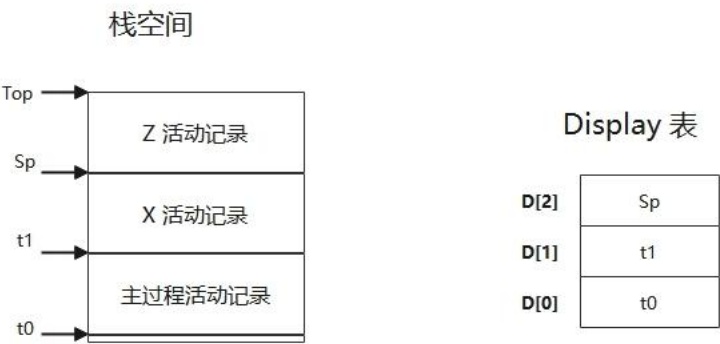 栈空间
Top
Z 活动记录
Sp
X 活动记录
t1
主过程活动记录
t0
Display 表
D[2] Sp
D[1] t1
D[0] t0